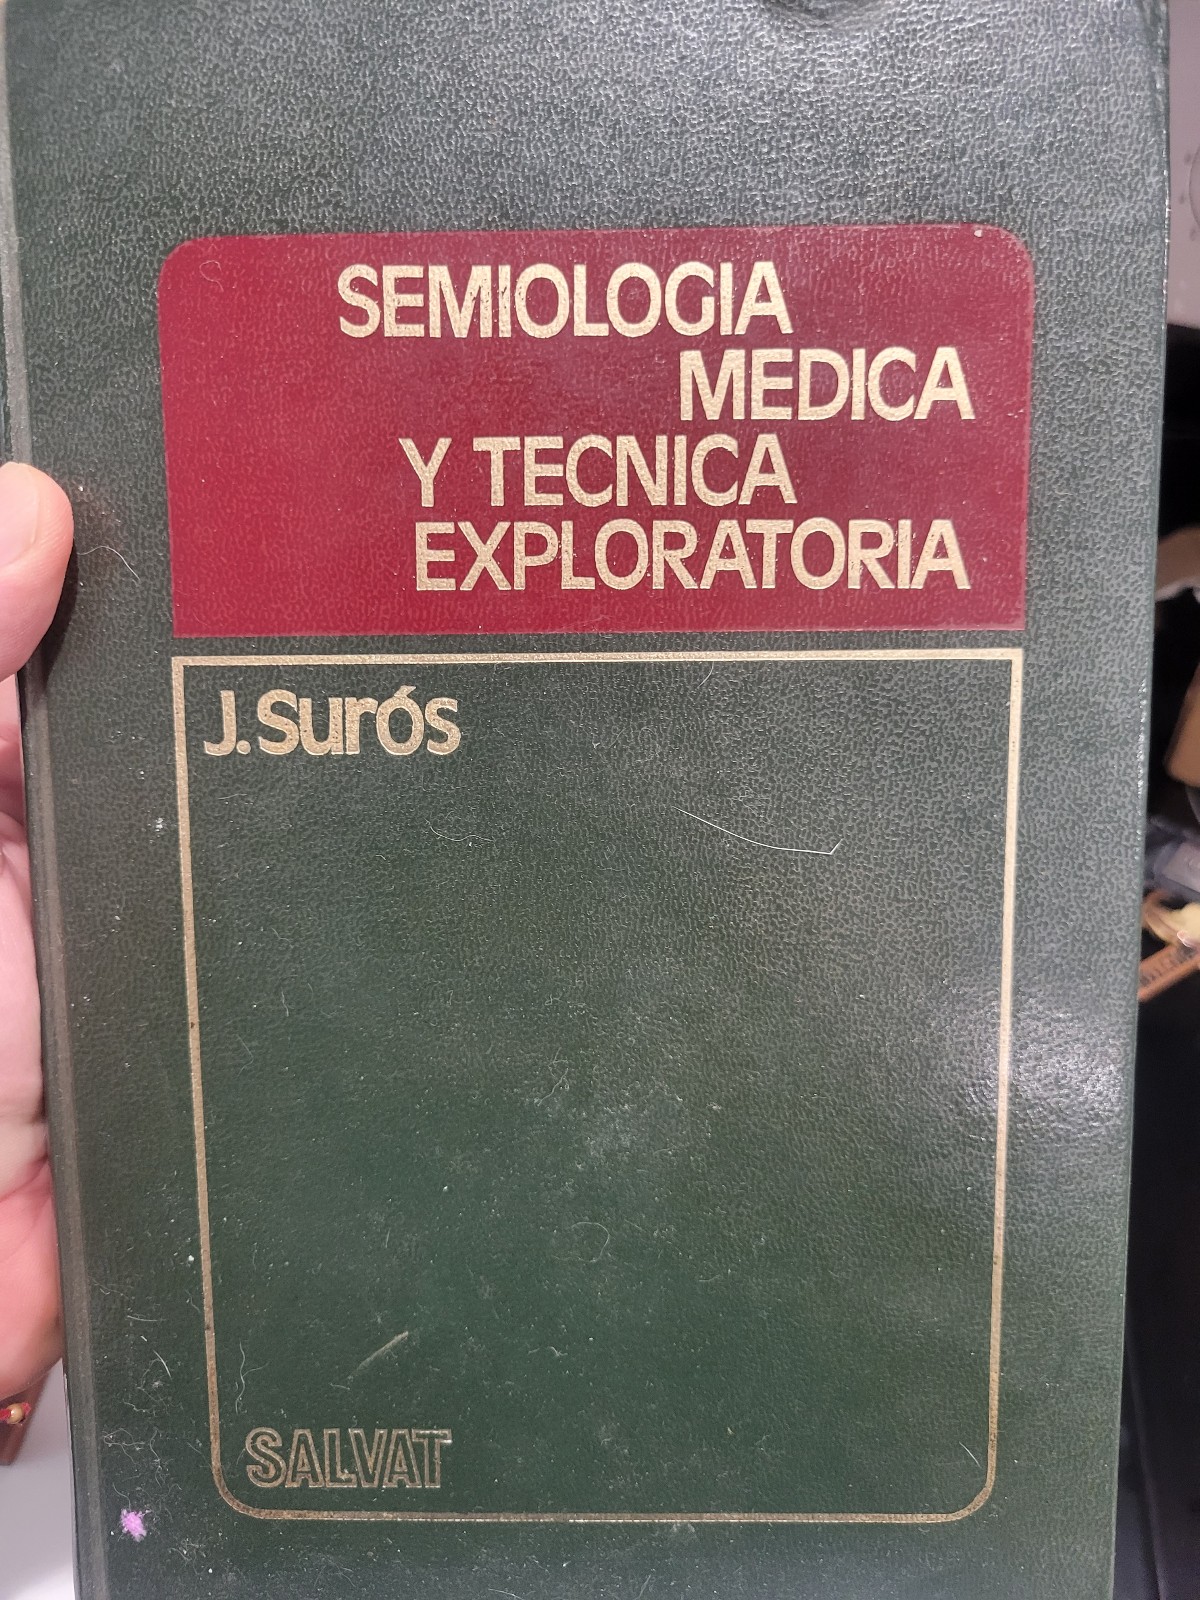 SEMIOLOGIA
MEDICA
Y TECNICA
EXPLORATORIA
J. Surós
SALVAT